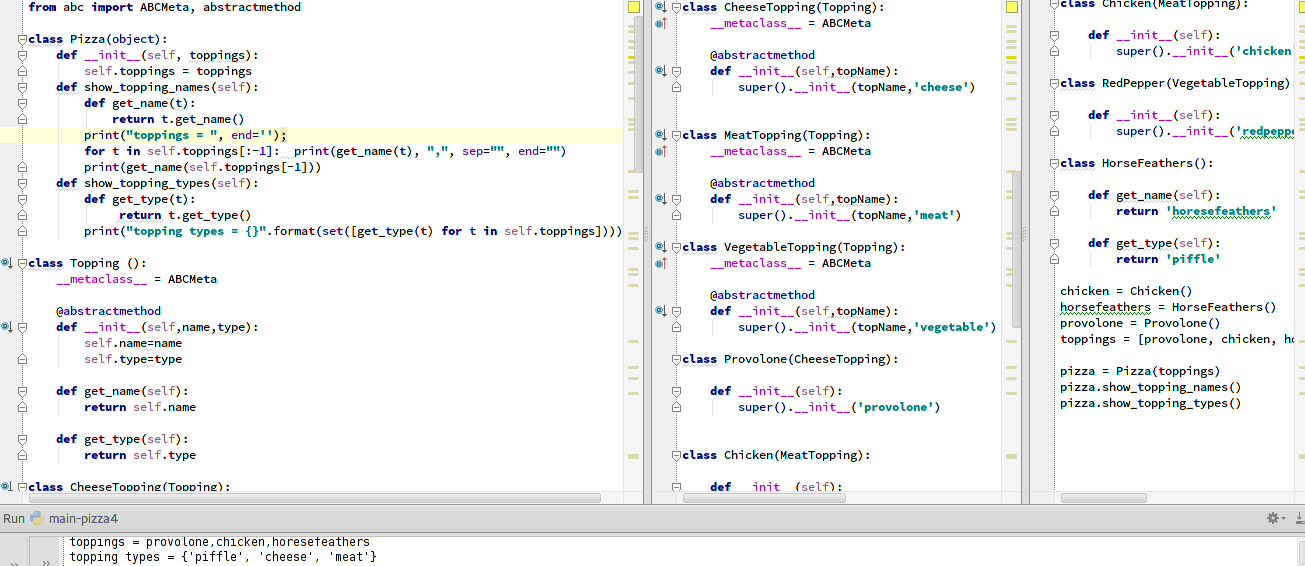 from abc import ABCMeta, abstractmethod
class Pizza(object):
def __init__(self, toppings):
self.toppings = toppings
def show_topping_names(self):
def get_name(t):
return t.get_name()
print("toppings = ", end='');
for t in self.toppings[:-1]: print(get_name(t), ",", sep="", end="")
print(get_name(self.toppings[-1]))
def show_topping_types(self):
def get_type(t):
return t.get_type()
print("topping types = {}".format(set([get_type(t) for t in self.toppings])))
class Topping ():
__metaclass__ = ABCMeta
@abstractmethod
def __init__(self,name,type):
self.name=name
self.type=type
def get_name(self):
return self.name
def get_type(self):
return self.type
class CheeseTopping(Topping):
class CheeseTopping(Topping):
__metaclass__ = ABCMeta
@abstractmethod
def __init__(self,topName):
super().__init__(topName,'cheese')
class MeatTopping(Topping):
__metaclass__ = ABCMeta
@abstractmethod
def __init__(self,topName):
super().__init__(topName,'meat')
class VegetableTopping(Topping):
__metaclass__ = ABCMeta
@abstractmethod
def __init__(self,topName):
super().__init__(topName,'vegetable')
class Provolone(CheeseTopping):
def __init__(self):
super().__init__('provolone')
class Chicken(MeatTopping):
def __init__(self):
class Chicken(MeatTopping):
def __init__(self):
super().__init__('chicken
class RedPepper(VegetableTopping):
def __init__(self):
super().__init__('redpeppe
class HorseFeathers():
def get_name(self):
return 'horesefeathers'
def get_type(self):
return 'piffle'
chicken = Chicken()
horsefeathers = HorseFeathers()
provolone = Provolone()
toppings = [provolone, chicken, ho
pizza = Pizza(toppings)
pizza.show_topping_names()
pizza.show_topping_types()
Run main-pizza4
toppings = provolone,chicken,horesefeathers
topping types = {'piffle', 'cheese', 'meat'}